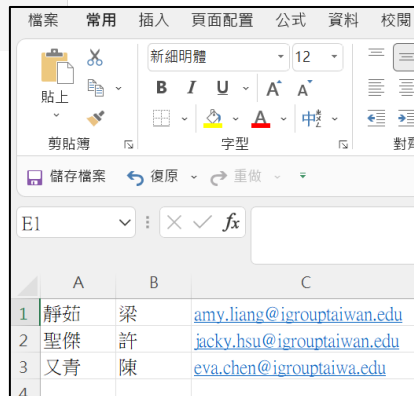 檔案 常用 插入 頁面配置 公式 資料 校閱
新細明體 12
貼上 B I U A A A 中
剪貼簿 字型 對齊
儲存檔案 復原 重做
E1 fx
A B C
1 靜茹 梁 amy.liang@igrouptaiwan.edu
2 聖傑 許 jacky.hsu@igrouptaiwan.edu
3 又青 陳 eva.chen@igrouptaiwa.edu
4